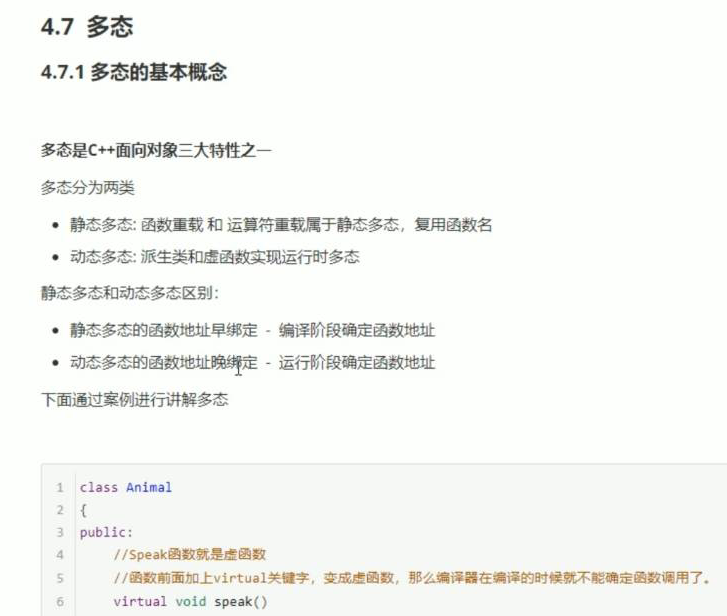 4.7 多态
4.7.1 多态的基本概念
多态是C++面向对象三大特性之一
多态分为两类
• 静态多态: 函数重载 和 运算符重载属于静态多态，复用函数名
• 动态多态: 派生类和虚函数实现运行时多态
静态多态和动态多态区别：
• 静态多态的函数地址早绑定 - 编译阶段确定函数地址
• 动态多态的函数地址晚绑定 - 运行阶段确定函数地址
下面通过案例进行讲解多态
1 class Animal
2 {
3 public:
4 //Speak函数就是虚函数
5 //函数前面加上virtual关键字，变成虚函数，那么编译器在编译的时候就不能确定函数调用了。
6 virtual void speak()